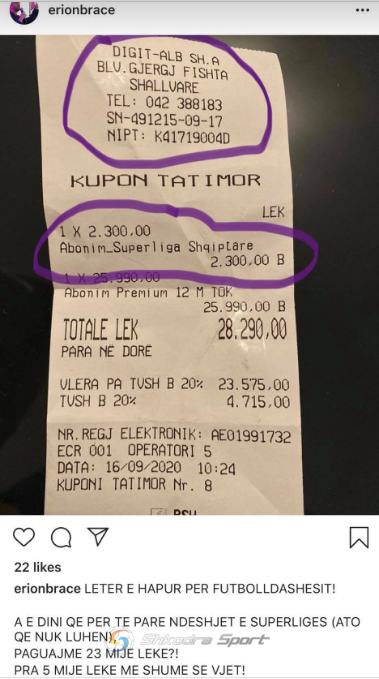 erionbrace
DIGIT-ALB SH.A
BLV.GJERGJ FISHTA
SHALLVARE
TEL: 042 388183
SN-491215-09-17
NIPT: K41719004D
KUPON TATIMOR
LEK
1 X 2.300,00
Abonim_Superliga Shqiptare
2.300,00 B
1 X 25.990,00
Abonim Premium 12 M TOK
25.990,00 B
TOTALE LEK 28.290,00
PARA NE DORE
VLERA PA TVSH B 20% 23.575,00
TVSH B 20% 4.715,00
NR.REGJ ELEKTRONIK: AE01991732
ECR 001 OPERATORI 5
DATA: 16/09/2020 10:24
KUPONI TATIMOR Nr. 8
22 likes
erionbrace LETER E HAPUR PER FUTBOLLDASHESIT!
A E DINI QE PER TE PARE NDESHJET E SUPERLIGES (ATO
QE NUK LUHEN),
Shkodra Sport
PAGUAJME 23 MIJE LEKE?!
PRA 5 MIJE LEKE ME SHUME SE VJET!